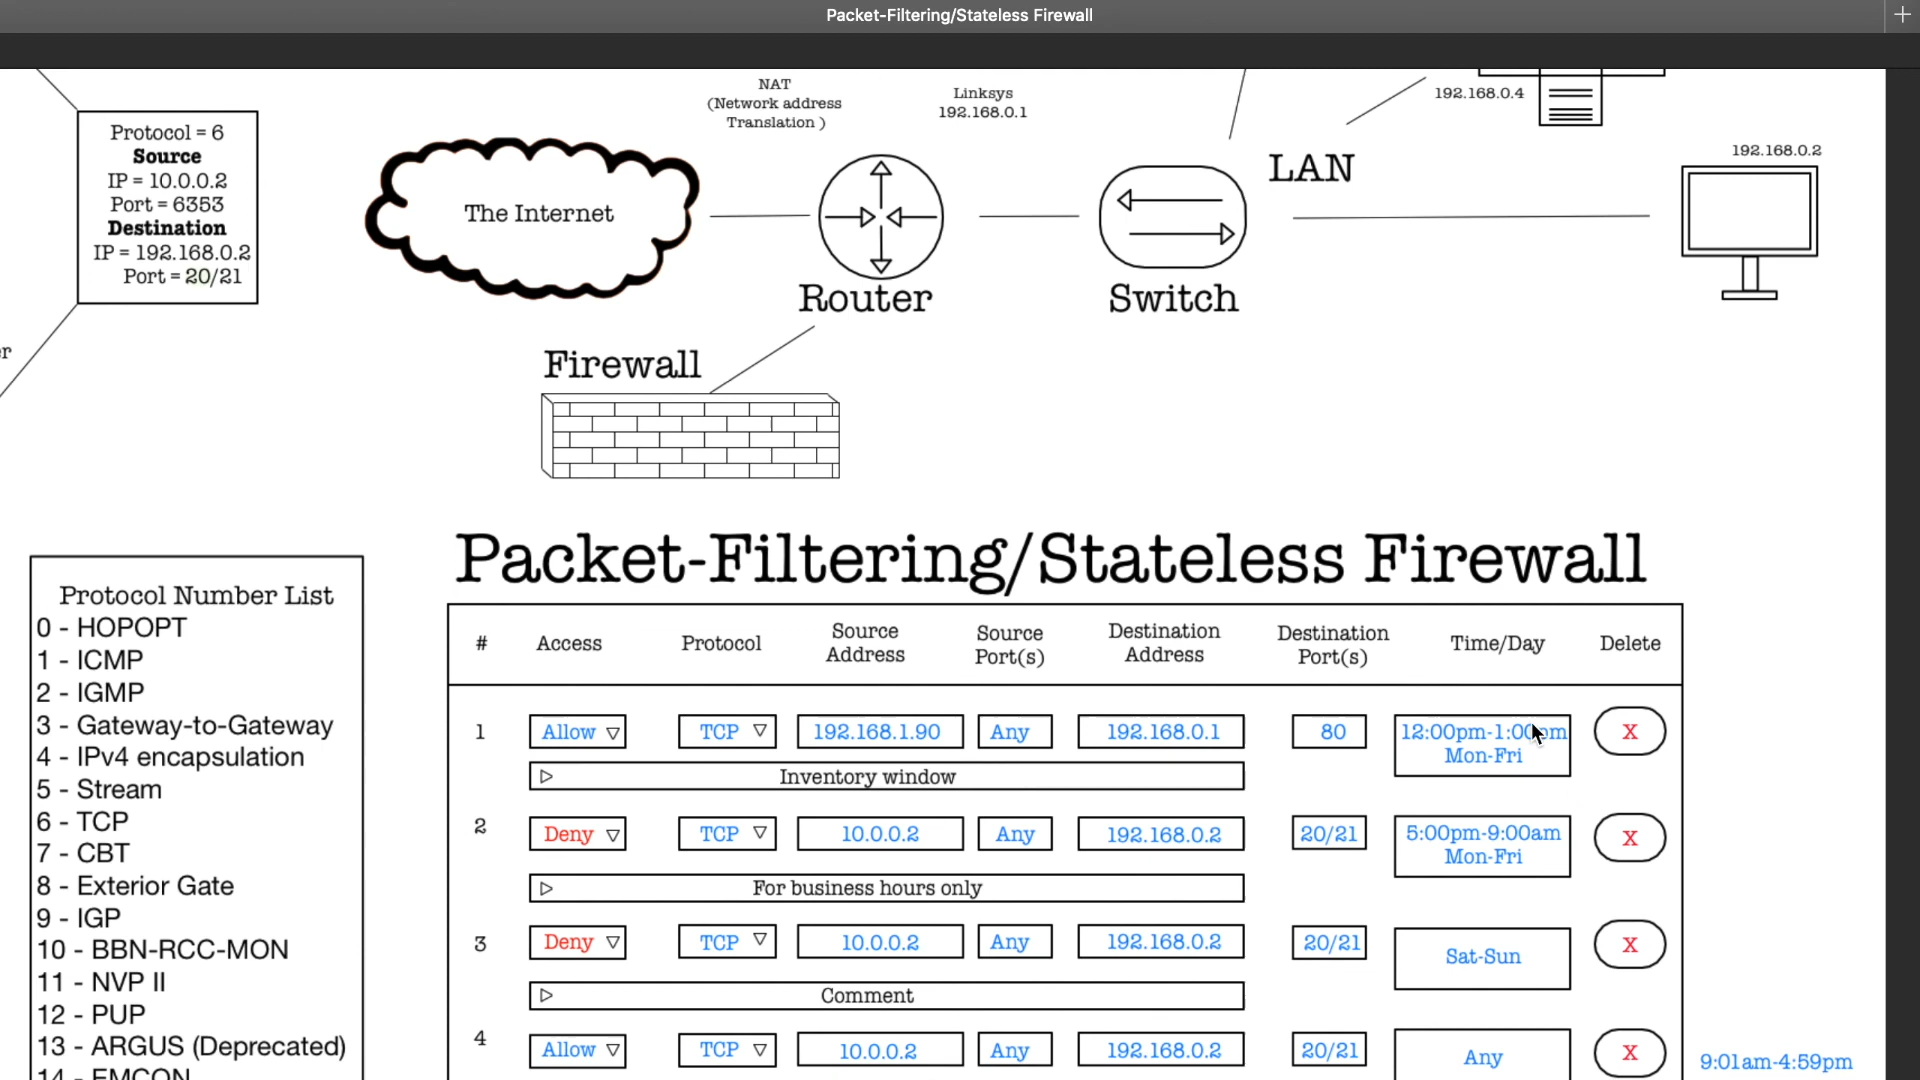 Packet-Filtering/Stateless Firewall
Protocol = 6
Source
IP = 10.0.0.2
Port = 6353
Destination
IP = 192.168.0.2
Port = 20/21
NAT
(Network address
Translation )
Linksys
192.168.0.1
192.168.0.4
192.168.0.2
The Internet
LAN
Router
Switch
Firewall
Packet-Filtering/Stateless Firewall
Protocol Number List
0 - HOPOPT
1 - ICMP
2 - IGMP
3 - Gateway-to-Gateway
4 - IPv4 encapsulation
5 - Stream
6 - TCP
7 - CBT
8 - Exterior Gate
9 - IGP
10 - BBN-RCC-MON
11 - NVP II
12 - PUP
13 - ARGUS (Deprecated)
14 - EMCON
# Access Protocol Source Address Source Port(s) Destination Address Destination Port(s) Time/Day Delete
1 Allow TCP 192.168.1.90 Any 192.168.0.1 80 12:00pm-1:00pm Mon-Fri X
Inventory window
2 Deny TCP 10.0.0.2 Any 192.168.0.2 20/21 5:00pm-9:00am Mon-Fri X
For business hours only
3 Deny TCP 10.0.0.2 Any 192.168.0.2 20/21 Sat-Sun X
Comment
4 Allow TCP 10.0.0.2 Any 192.168.0.2 20/21 Any X
9:01am-4:59pm